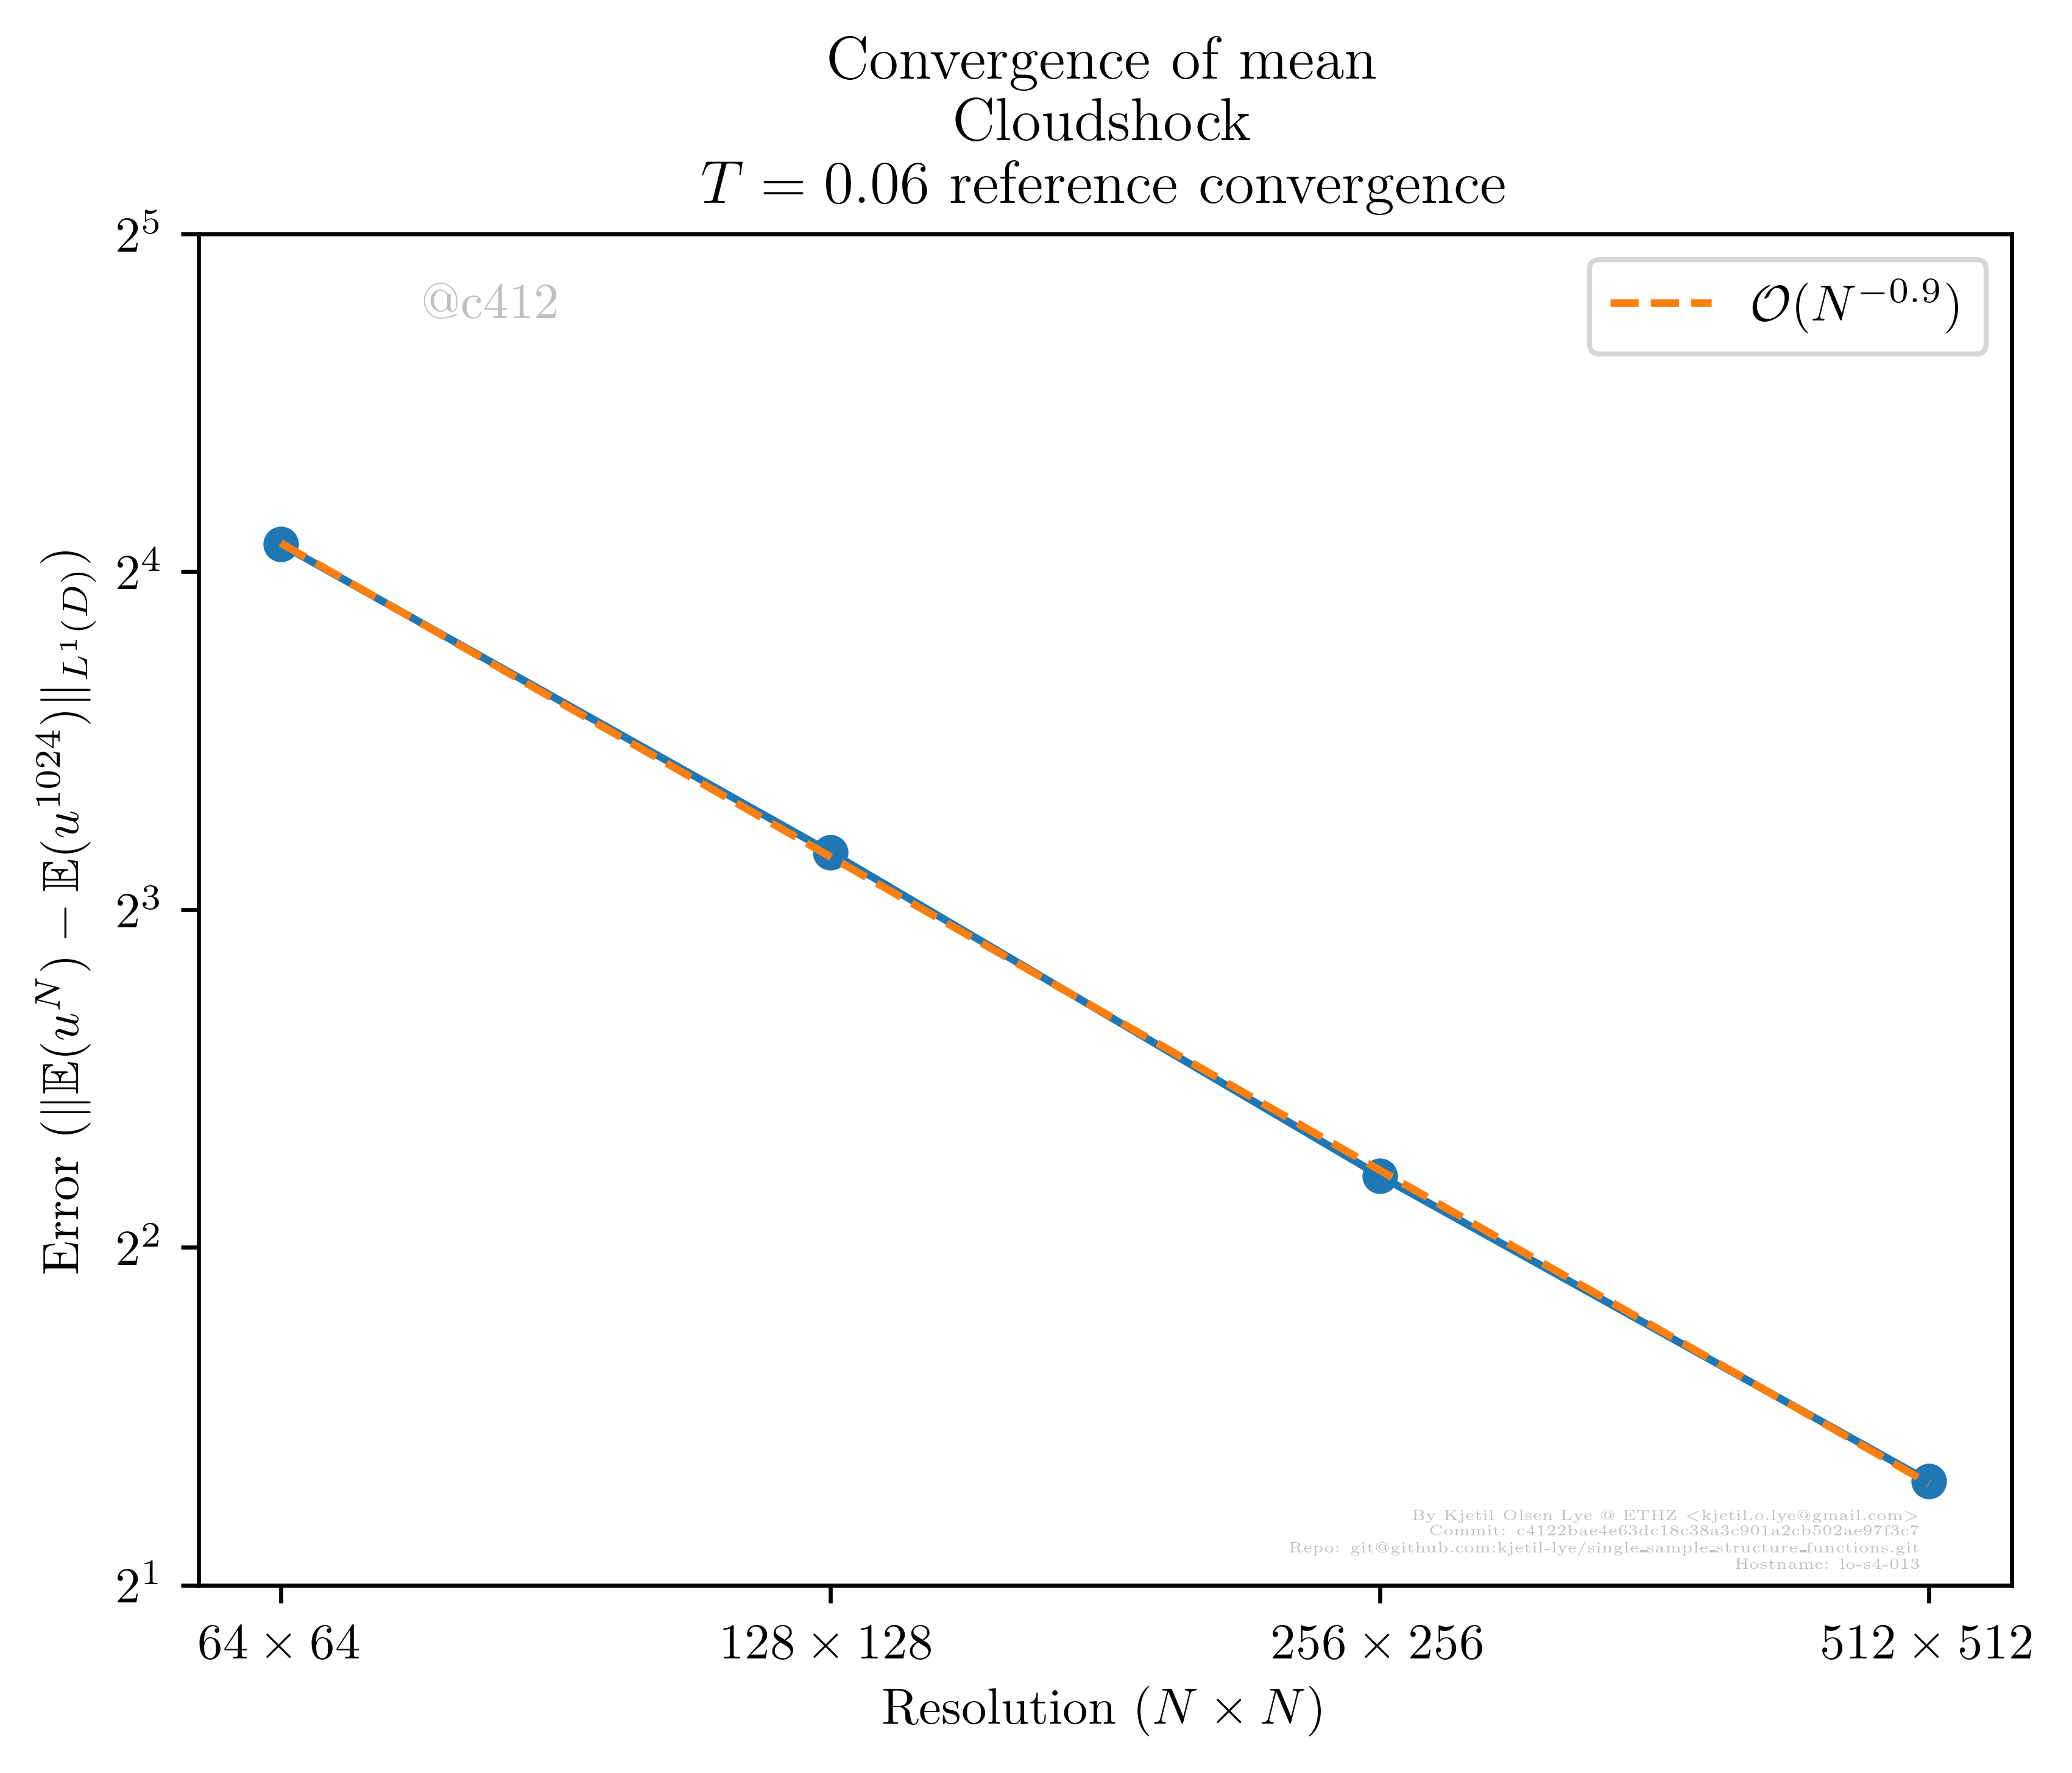 Convergence of mean
Cloudshock
T = 0.06 reference convergence
2^5
2^4
2^3
2^2
2^1
Error (||𝔼(u^N) − 𝔼(u^1024)||_L^1(D))
@c412
O(N^−0.9)
By Kjetil Olsen Lye @ ETHZ <kjetil.o.lye@gmail.com>
Commit: c4122bae4e63dc18c38a3c901a2cb502ae97f3c7
Repo: git@github.com:kjetil-lye/single_sample_structure_functions.git
Hostname: lo-s4-013
64 × 64 128 × 128 256 × 256 512 × 512
Resolution (N × N)